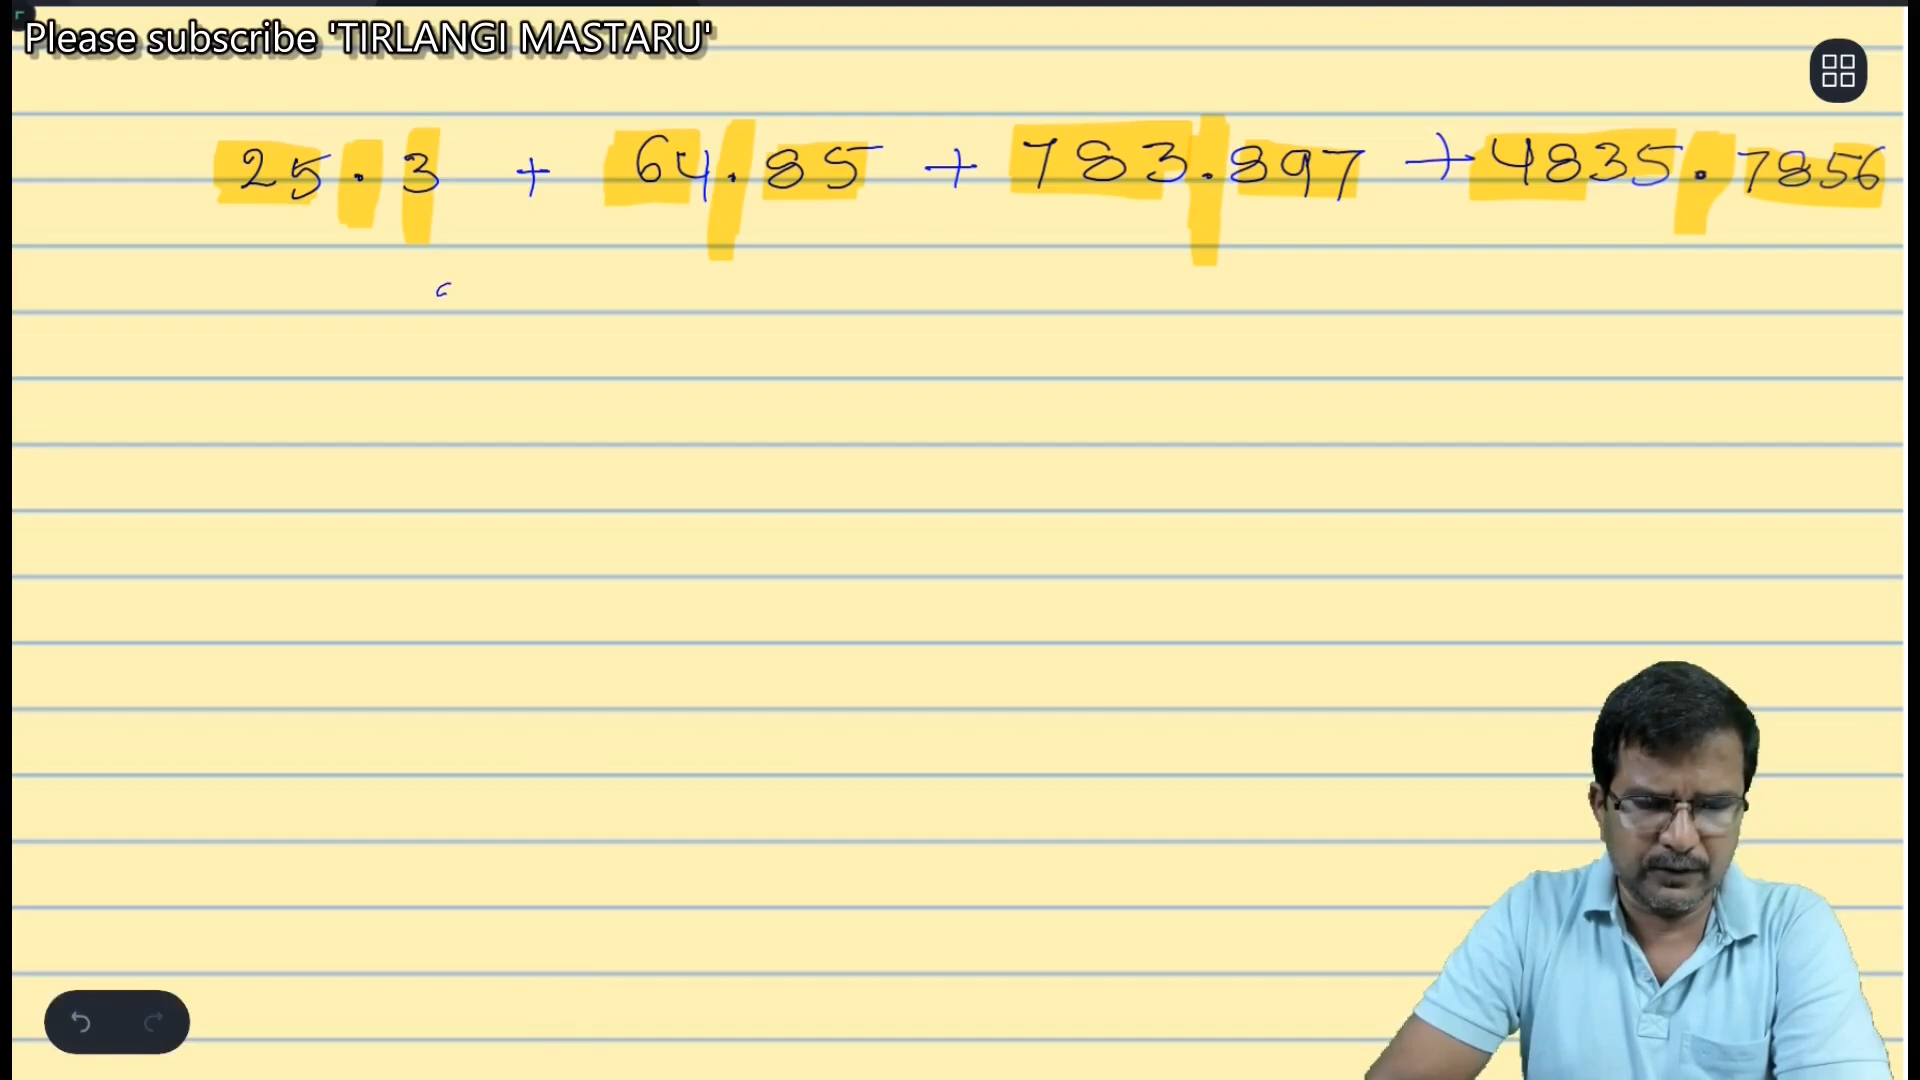 Please subscribe 'TIRLANGI MASTARU'
25.3 + 64.85 + 783.897 + 4835.7856